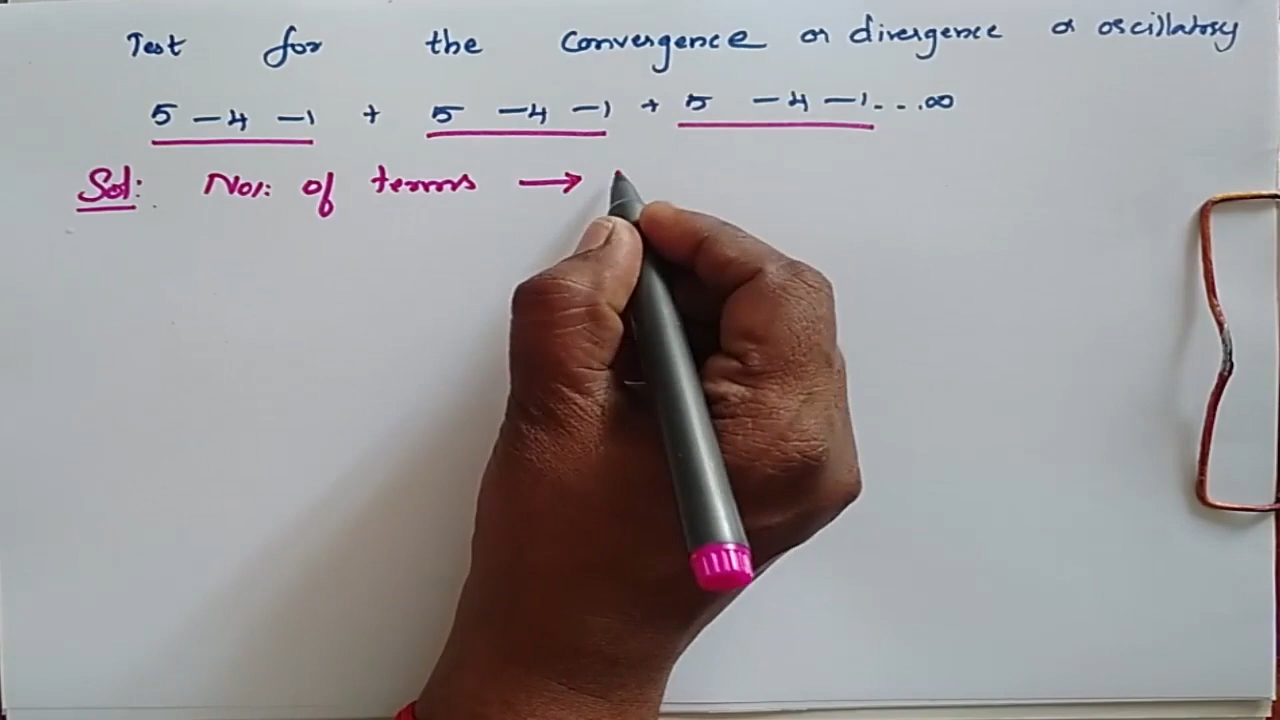 Test for the convergence or divergence or oscillatory
5 -4 -1 + 5 -4 -1 + 5 -4 -1...∞
Sol: No: of terms →